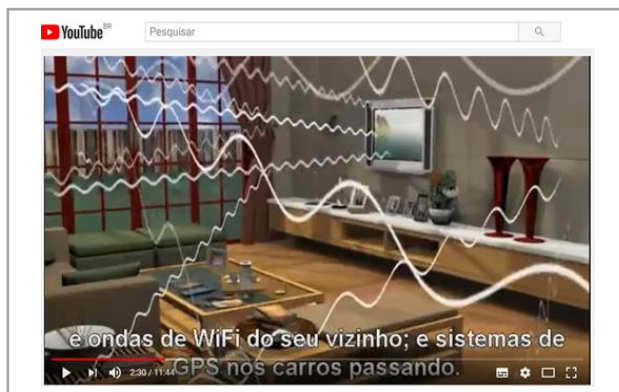 YouTube BR
Pesquisar
e ondas de WiFi do seu vizinho; e sistemas de
GPS nos carros passando.
2:30 / 11:44